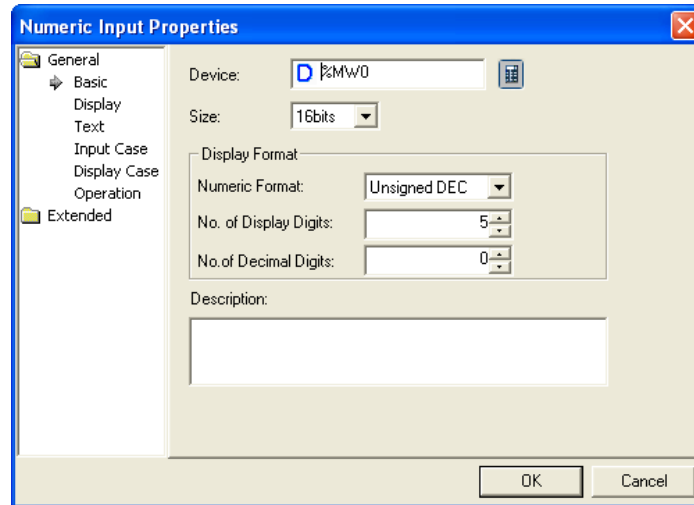 Numeric Input Properties
General
Basic
Display
Text
Input Case
Display Case
Operation
Extended
Device: D %MW0
Size: 16bits
Display Format
Numeric Format: Unsigned DEC
No. of Display Digits: 5
No.of Decimal Digits: 0
Description:
OK Cancel